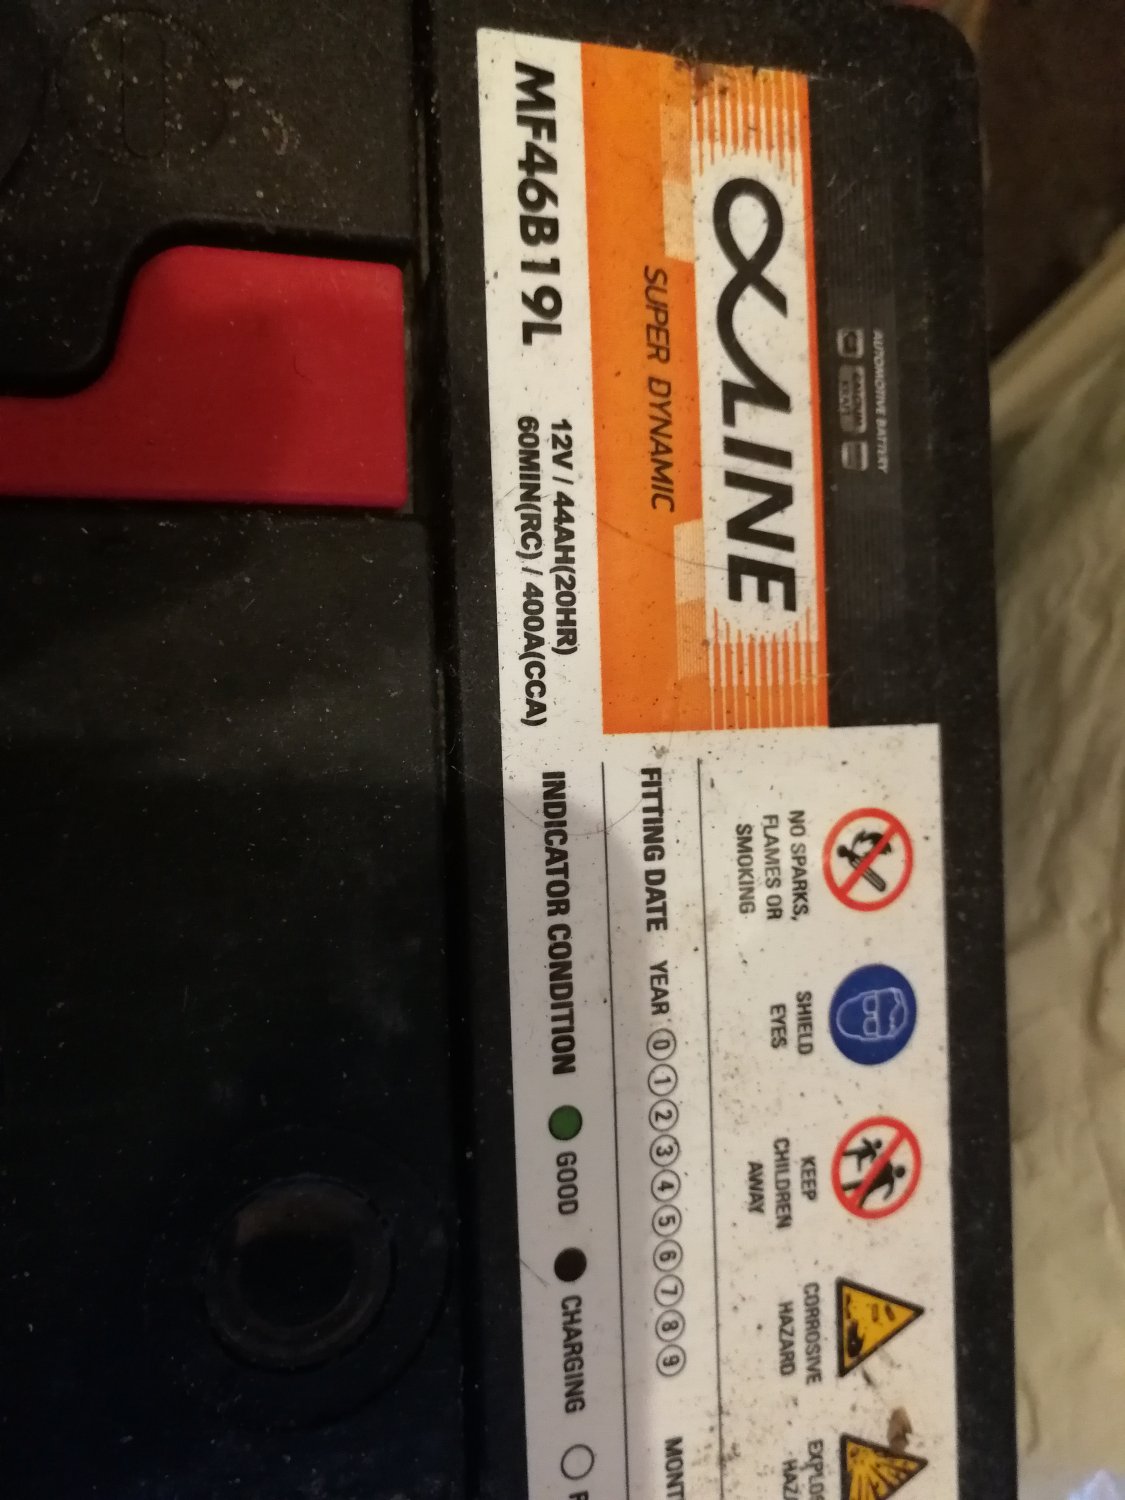 AUTOMOTIVE BATTERY
αLINE
SUPER DYNAMIC
MF46B19L
12V / 44AH(20HR)
60MIN(RC) / 400A(CCA)
NO SPARKS,
FLAMES OR
SMOKING
SHIELD
EYES
KEEP
CHILDREN
AWAY
CORROSIVE
HAZARD
FITTING DATE YEAR 0 1 2 3 4 5 6 7 8 9
INDICATOR CONDITION GOOD CHARGING